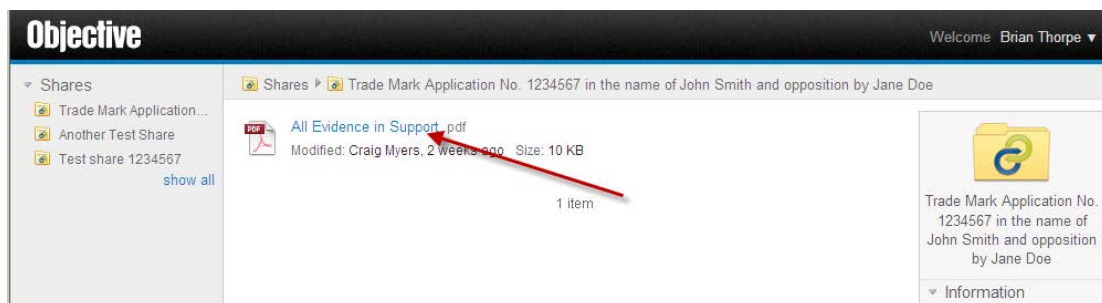 Objective
Welcome Brian Thorpe
Shares
Trade Mark Application...
Another Test Share
Test share 1234567
show all
Shares Trade Mark Application No. 1234567 in the name of John Smith and opposition by Jane Doe
PDF
All Evidence in Support .pdf
Modified: Craig Myers, 2 weeks ago Size: 10 KB
1 item
Trade Mark Application No.
1234567 in the name of
John Smith and opposition
by Jane Doe
Information